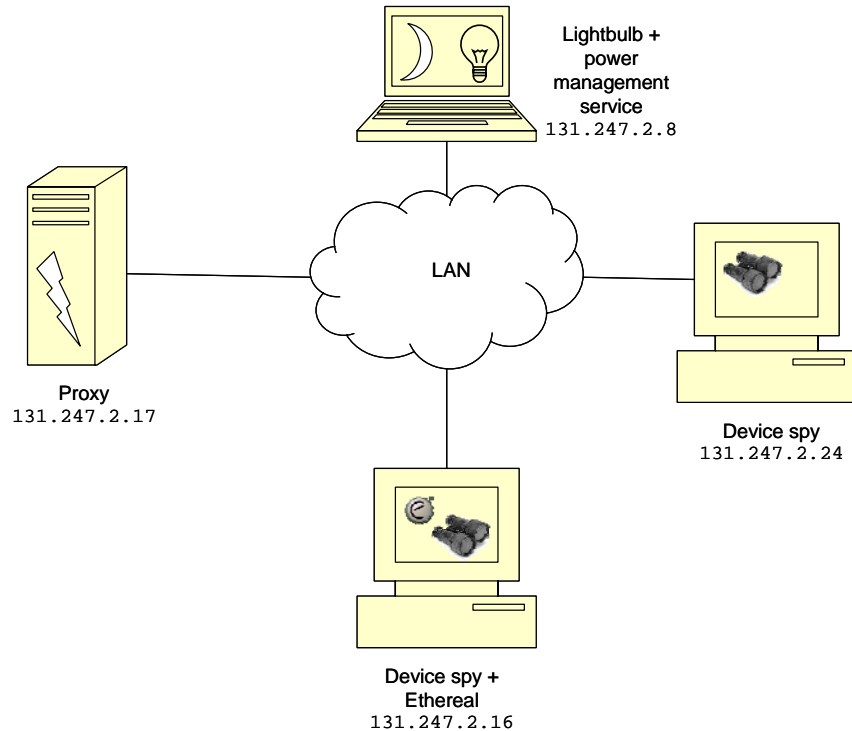 Lightbulb +
power
management
service
131.247.2.8
LAN
Proxy
131.247.2.17
Device spy
131.247.2.24
Device spy +
Ethereal
131.247.2.16